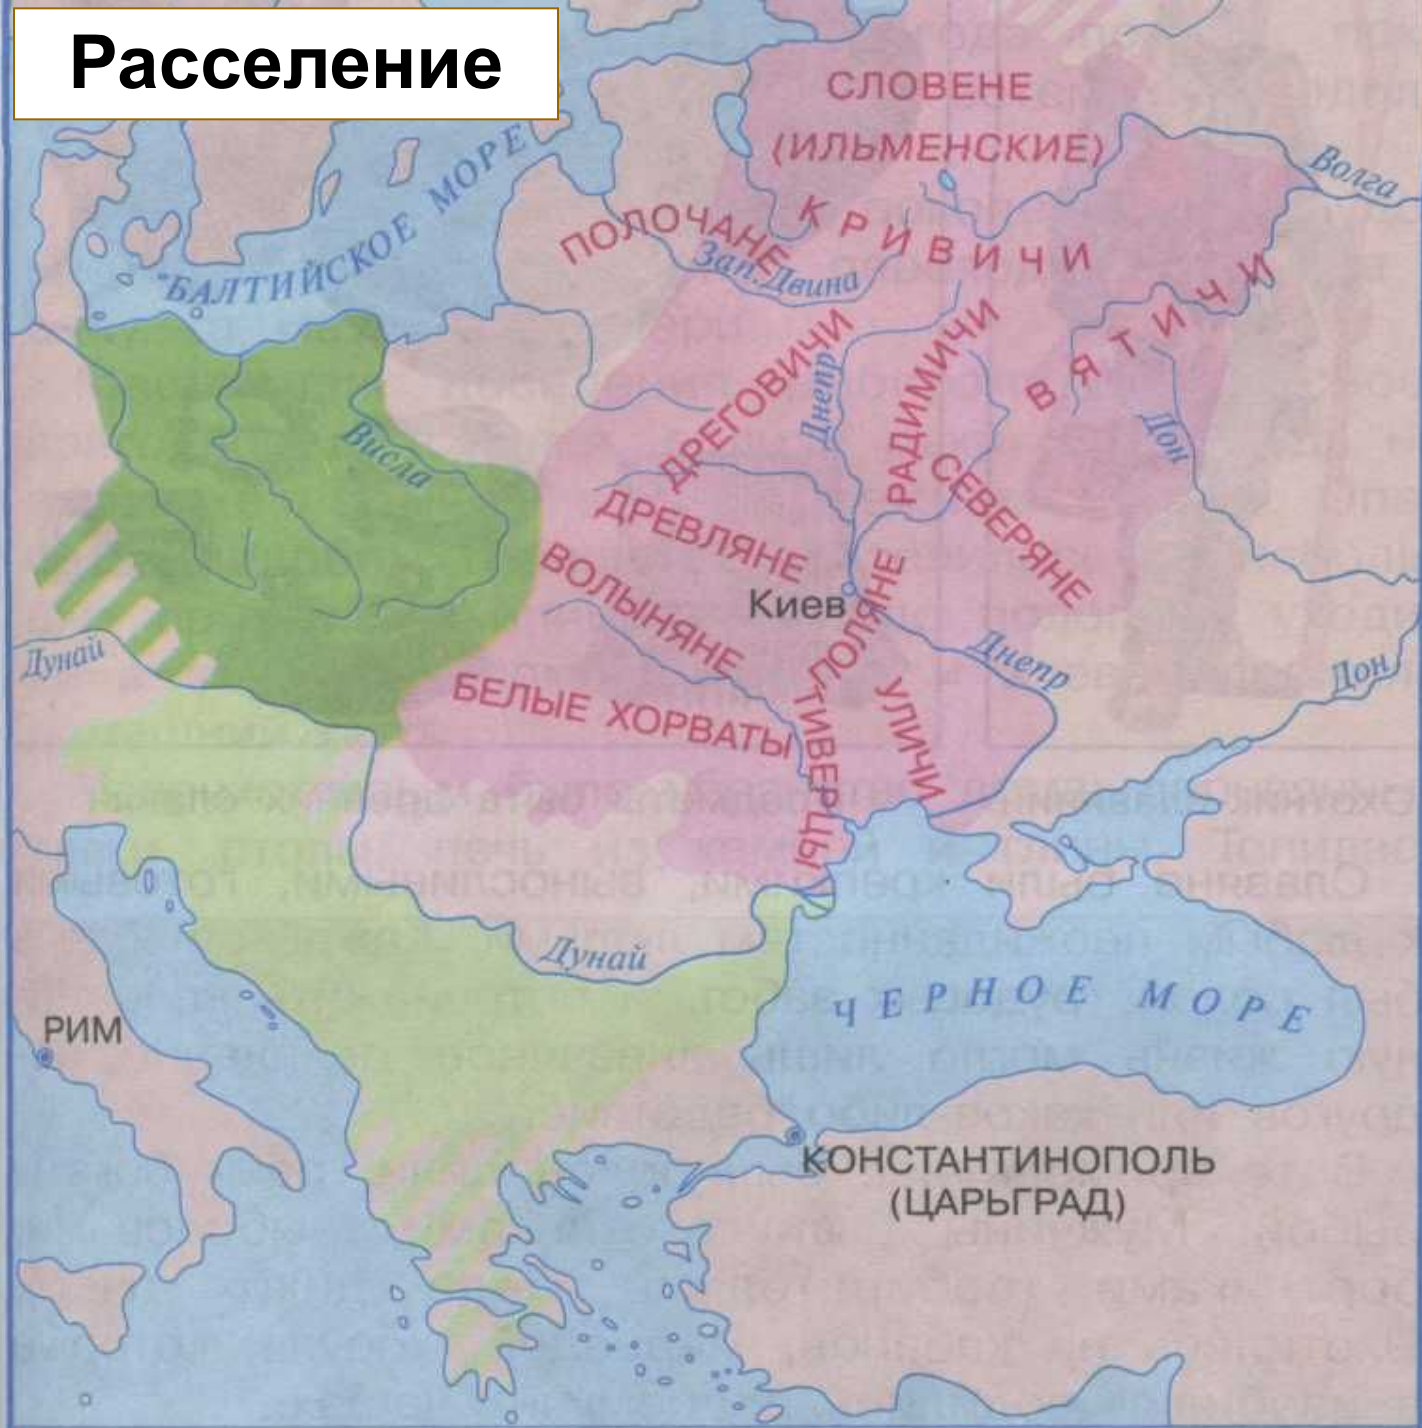 Расселение
СЛОВЕНЕ
(ИЛЬМЕНСКИЕ)
Волга
БАЛТИЙСКОЕ МОРЕ
ПОЛОЧАНЕ
КРИВИЧИ
Зап. Двина
ВЯТИЧИ
ДРЕГОВИЧИ
Днепр
РАДИМИЧИ
Дон
Висла
СЕВЕРЯНЕ
ДРЕВЛЯНЕ
ВОЛЫНЯНЕ
Киев
ПОЛЯНЕ
Днепр
Дон
Дунай
БЕЛЫЕ ХОРВАТЫ
ТИВЕРЦЫ
УЛИЧИ
Дунай
ЧЕРНОЕ МОРЕ
РИМ
КОНСТАНТИНОПОЛЬ
(ЦАРЬГРАД)